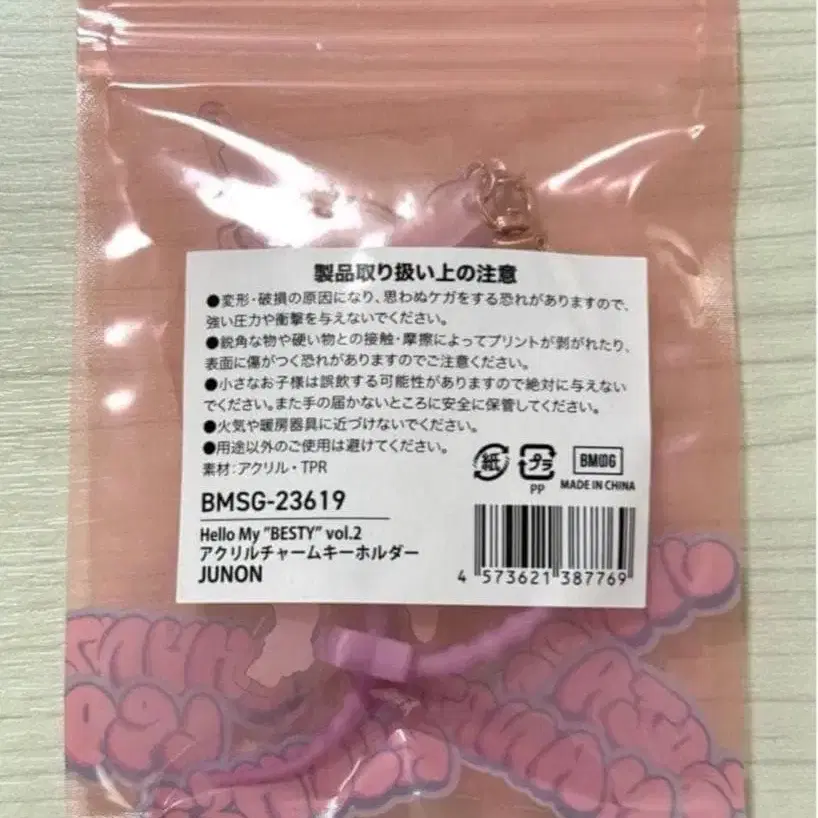 製品取り扱い上の注意
●変形・破損の原因になり、思わぬケガをする恐れがありますので、
強い圧力や衝撃を与えないでください。
●鋭角な物や硬い物との接触・摩擦によってプリントが剥がれたり、
表面に傷がつく恐れがありますのでご注意ください。
●小さなお子様は誤飲する可能性がありますので絶対に与えない
でください。また手の届かないところに安全に保管してください。
●火気や暖房器具に近づけないでください。
●用途以外のご使用は避けてください。
素材:アクリル・TPR
紙
プラ
PP
BMSG
MADE IN CHINA
BMSG-23619
Hello My "BESTY" vol.2
アクリルチャームキーホルダー
JUNON
4 573621 387769